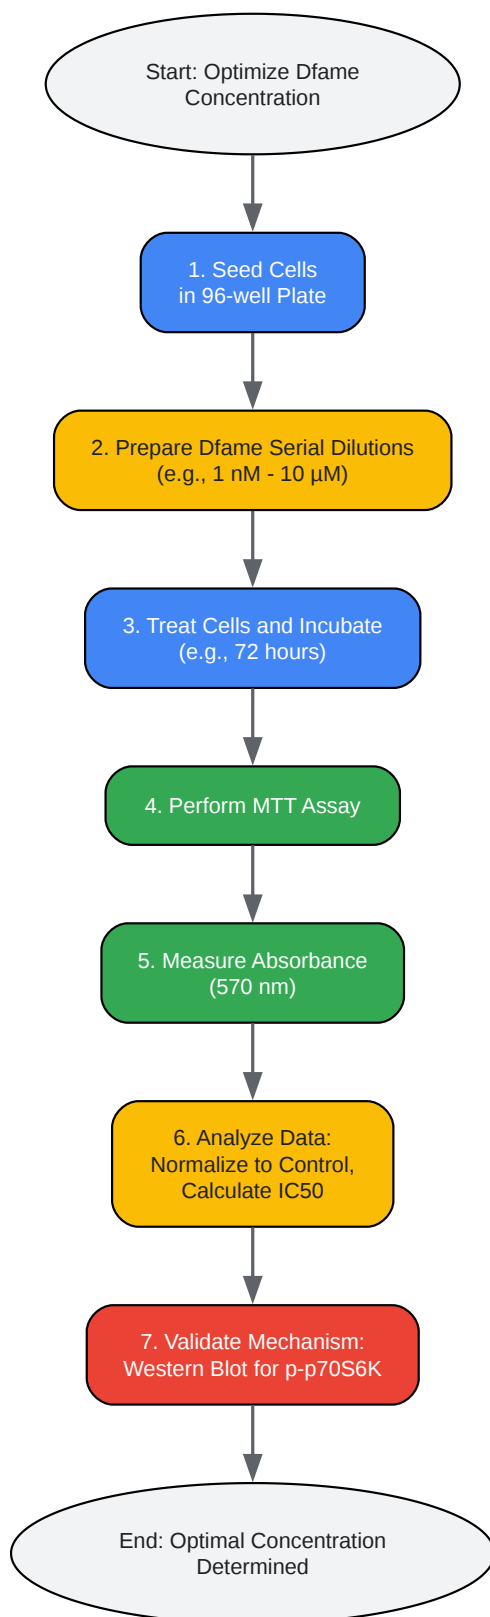 Start: Optimize Dfame
Concentration
1. Seed Cells
in 96-well Plate
2. Prepare Dfame Serial Dilutions
(e.g., 1 nM - 10 µM)
3. Treat Cells and Incubate
(e.g., 72 hours)
4. Perform MTT Assay
5. Measure Absorbance
(570 nm)
6. Analyze Data:
Normalize to Control,
Calculate IC50
7. Validate Mechanism:
Western Blot for p-p70S6K
End: Optimal Concentration
Determined